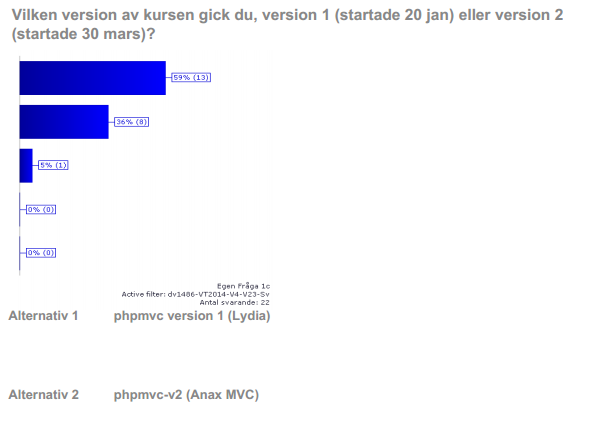 Vilken version av kursen gick du, version 1 (startade 20 jan) eller version 2
(startade 30 mars)?
59% (13)
36% (8)
5% (1)
0% (0)
0% (0)
Egen Fråga 1c
Active filter: dv1486-VT2014-V4-V23-Sv
Antal svarande: 22
Alternativ 1 phpmvc version 1 (Lydia)
Alternativ 2 phpmvc-v2 (Anax MVC)